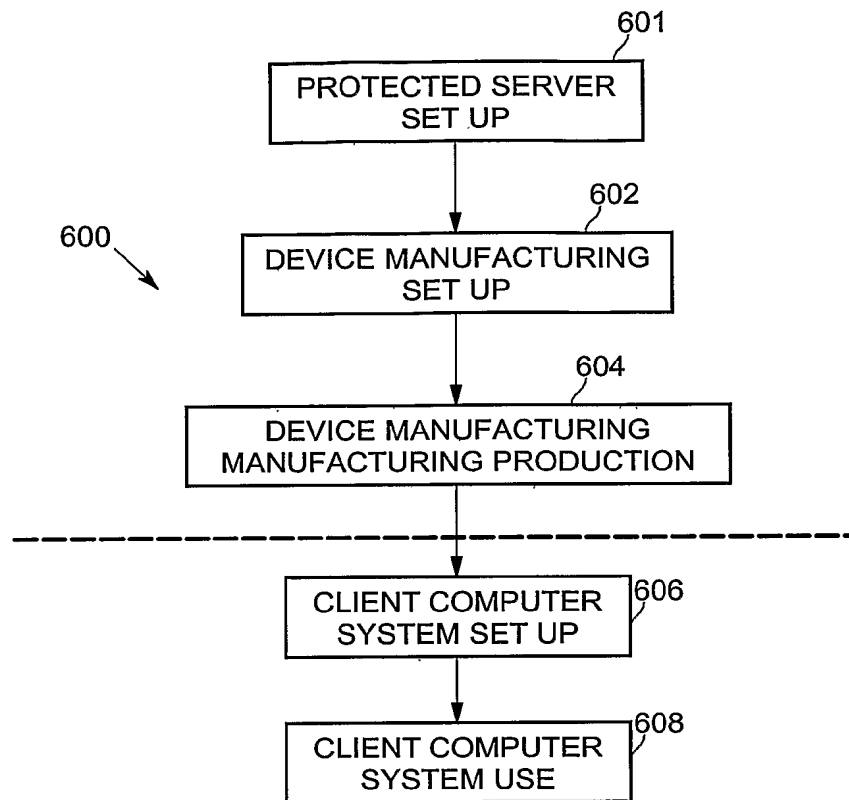 601
PROTECTED SERVER
SET UP
602
600
DEVICE MANUFACTURING
SET UP
604
DEVICE MANUFACTURING
MANUFACTURING PRODUCTION
606
CLIENT COMPUTER
SYSTEM SET UP
608
CLIENT COMPUTER
SYSTEM USE